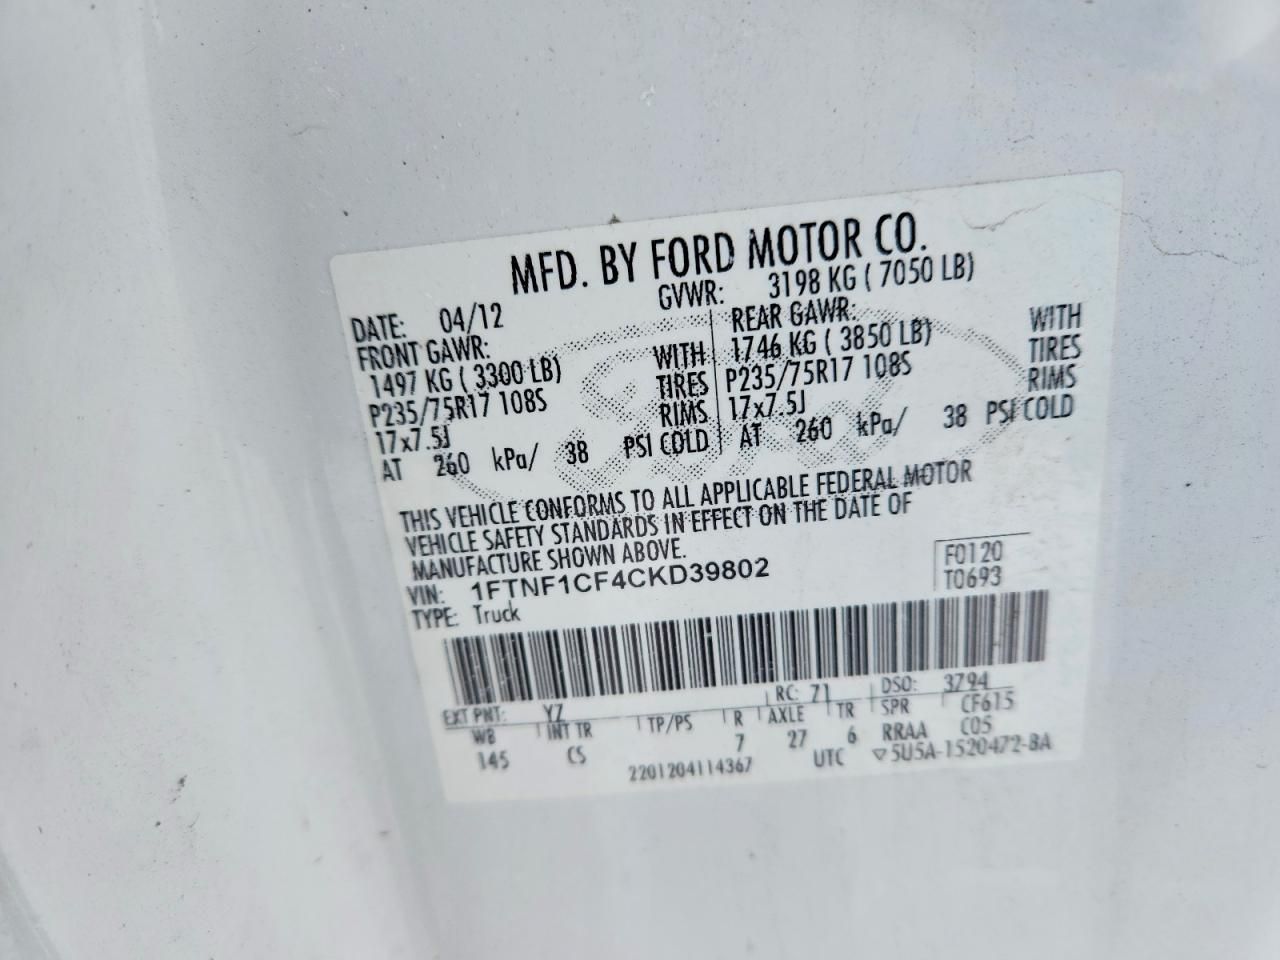 MFD. BY FORD MOTOR CO.
DATE: 04/12 GVWR: 3198 KG ( 7050 LB)
FRONT GAWR: REAR GAWR:
1497 KG ( 3300 LB) WITH 1746 KG ( 3850 LB) WITH
P235/75R17 108S TIRES P235/75R17 108S TIRES
17x7.5J RIMS 17x7.5J RIMS
AT 260 kPa/ 38 PSI COLD AT 260 kPa/ 38 PSI COLD
THIS VEHICLE CONFORMS TO ALL APPLICABLE FEDERAL MOTOR
VEHICLE SAFETY STANDARDS IN EFFECT ON THE DATE OF
MANUFACTURE SHOWN ABOVE.
VIN: 1FTNF1CF4CKD39802 F0120
TYPE: Truck T0693
EXT PNT: YZ RC: 71 DSO: 3794
WB INT TR TP/PS R AXLE TR SPR CF615
145 CS 7 27 6 RRAA C05
2201204114367 UTC ▽5U5A-1520472-BA